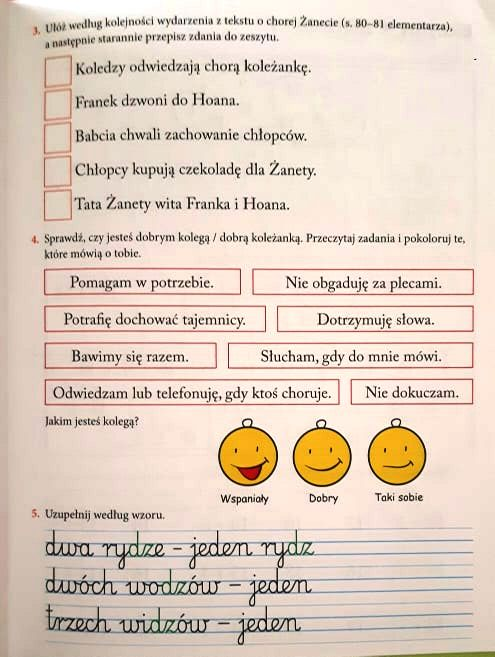 3. Ułóż według kolejności wydarzenia z tekstu o chorej Żanecie (s. 80–81 elementarza),
a następnie starannie przepisz zdania do zeszytu.
Koledzy odwiedzają chorą koleżankę.
Franek dzwoni do Hoana.
Babcia chwali zachowanie chłopców.
Chłopcy kupują czekoladę dla Żanety.
Tata Żanety wita Franka i Hoana.
4. Sprawdź, czy jesteś dobrym kolegą / dobrą koleżanką. Przeczytaj zadania i pokoloruj te,
które mówią o tobie.
Pomagam w potrzebie. Nie obgaduję za plecami.
Potrafię dochować tajemnicy. Dotrzymuję słowa.
Bawimy się razem. Słucham, gdy do mnie mówi.
Odwiedzam lub telefonuję, gdy ktoś choruje. Nie dokuczam.
Jakim jesteś kolegą?
Wspaniały Dobry Taki sobie
5. Uzupełnij według wzoru.
dwa rydze – jeden rydz
dwóch wodzów – jeden
trzech widzów – jeden